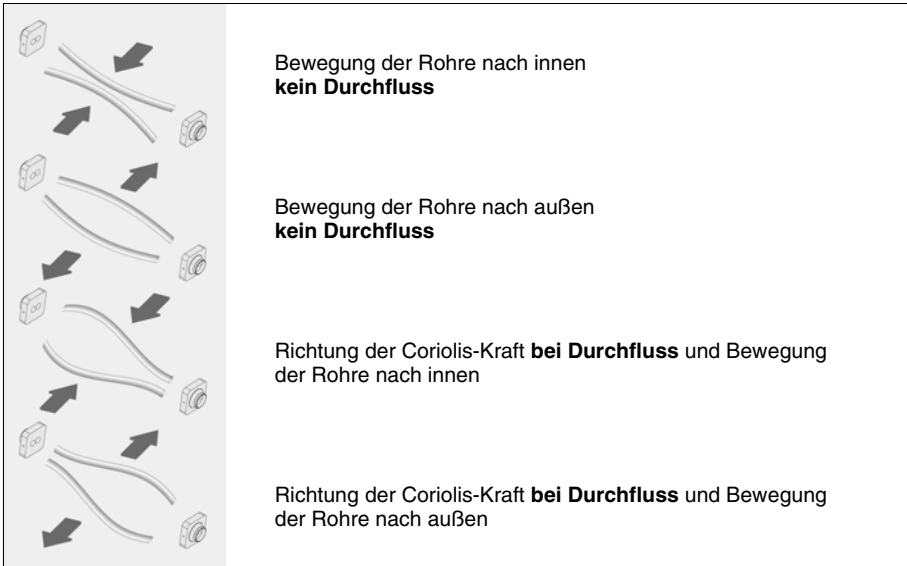 Bewegung der Rohre nach innen
kein Durchfluss
Bewegung der Rohre nach außen
kein Durchfluss
Richtung der Coriolis-Kraft bei Durchfluss und Bewegung
der Rohre nach innen
Richtung der Coriolis-Kraft bei Durchfluss und Bewegung
der Rohre nach außen